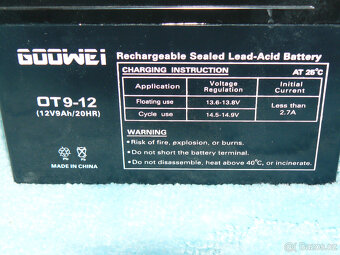 GOOWEI Rechargeable Sealed Lead-Acid Battery
CHARGING INSTRUCTION AT 25°C
Application Voltage Regulation Initial Current
Floating use 13.6-13.8V Less than 2.7A
Cycle use 14.5-14.9V
OT9-12
(12V9Ah/20HR)
WARNING
• Risk of fire, explosion, or burns.
• Do not short the battery terminals.
• Do not disassemble, heat above 40°C, or incinerate.
Pb
MADE IN CHINA